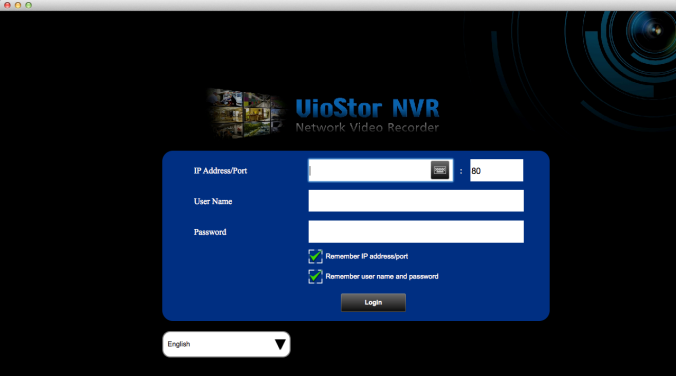 VioStor NVR
Network Video Recorder
IP Address/Port : 80
User Name
Password
Remember IP address/port
Remember user name and password
Login
English